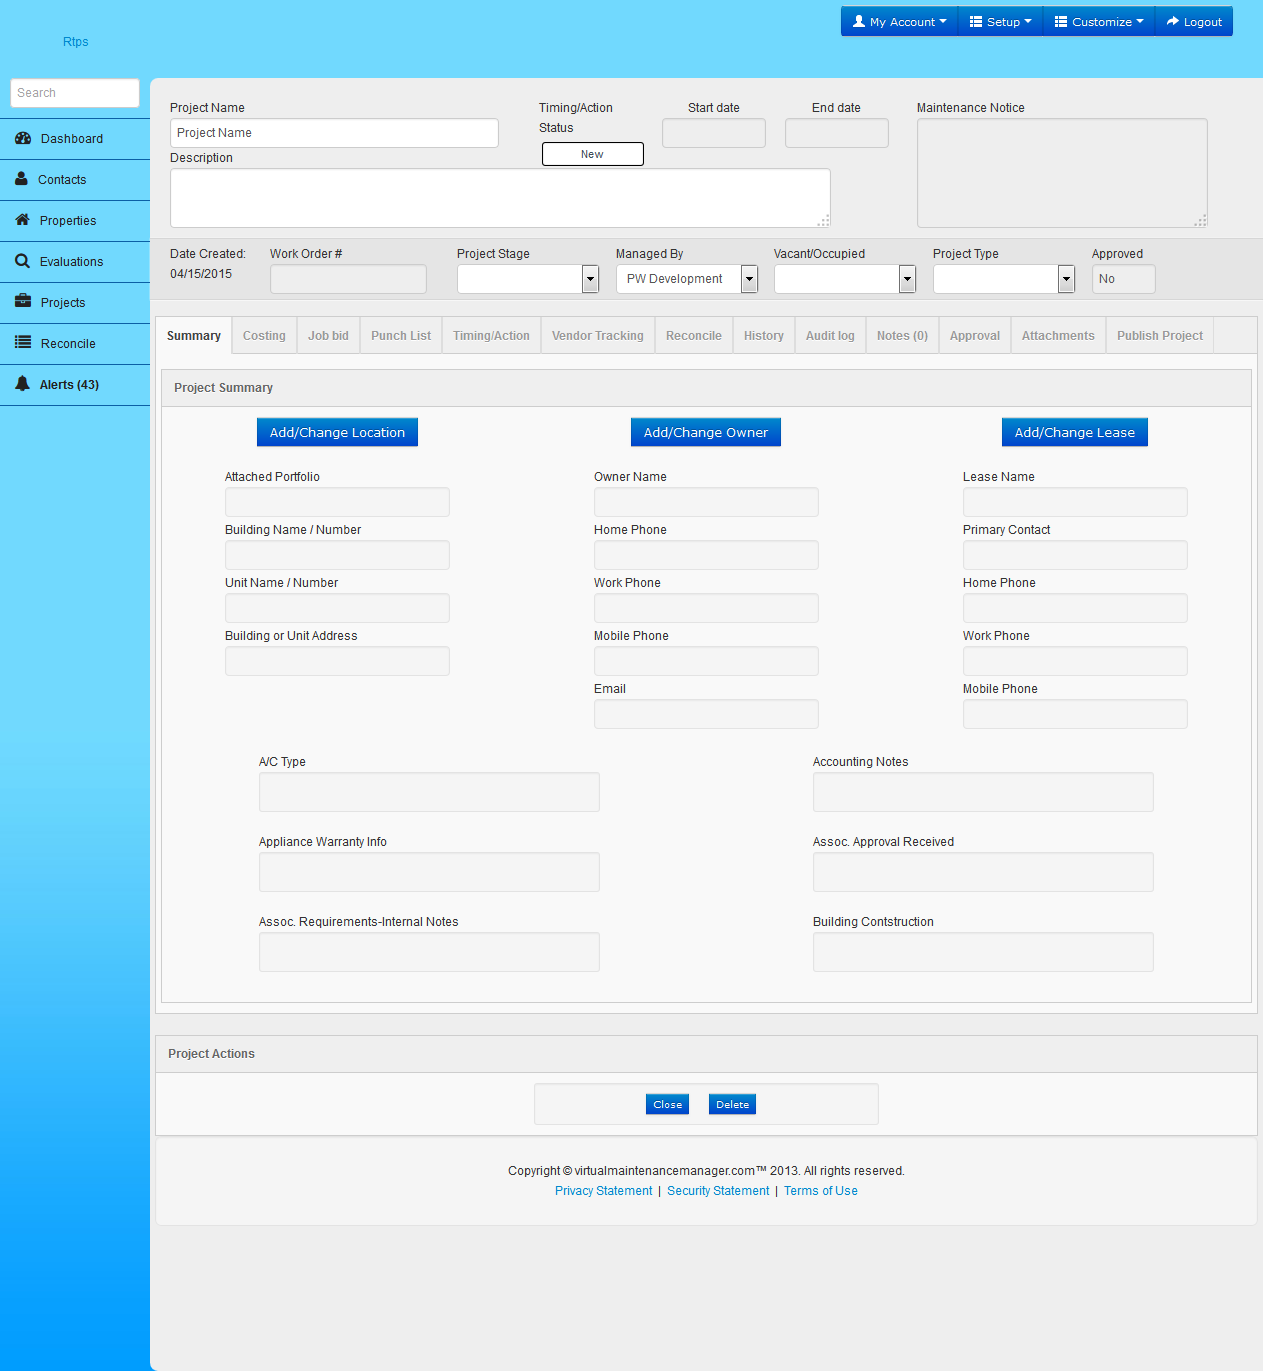 My Account
Setup
Customize
Logout
Rtps
Search
Dashboard
Contacts
Properties
Evaluations
Projects
Reconcile
Alerts (43)
Project Name
Project Name
Timing/Action
Status
New
Start date
End date
Maintenance Notice
Description
Date Created:
04/15/2015
Work Order #
Project Stage
Managed By
PW Development
Vacant/Occupied
Project Type
Approved
No
Summary
Costing
Job bid
Punch List
Timing/Action
Vendor Tracking
Reconcile
History
Audit log
Notes (0)
Approval
Attachments
Publish Project
Project Summary
Add/Change Location
Add/Change Owner
Add/Change Lease
Attached Portfolio
Owner Name
Lease Name
Building Name / Number
Home Phone
Primary Contact
Unit Name / Number
Work Phone
Home Phone
Building or Unit Address
Mobile Phone
Work Phone
Email
Mobile Phone
A/C Type
Accounting Notes
Appliance Warranty Info
Assoc. Approval Received
Assoc. Requirements-Internal Notes
Building Contstruction
Project Actions
Close
Delete
Copyright © virtualmaintenancemanager.com™ 2013. All rights reserved.
Privacy Statement | Security Statement | Terms of Use